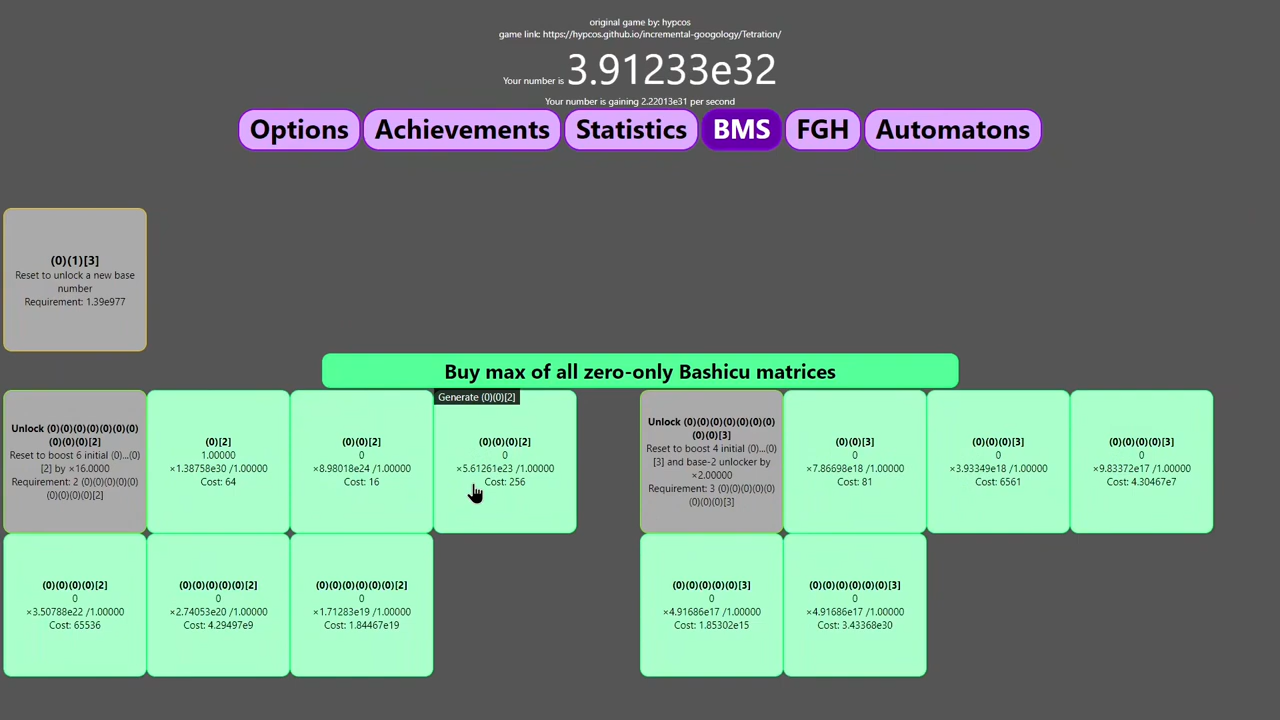 original game by: hypcos
game link: https://hypcos.github.io/incremental-googology/Tetration/
Your number is 3.91233e32
Your number is gaining 2.22013e31 per second
Options Achievements Statistics BMS FGH Automatons
(0)(1)[3]
Reset to unlock a new base
number
Requirement: 1.39e977
Buy max of all zero-only Bashicu matrices
Generate (0)(0)[2]
Unlock (0)(0)(0)(0)(0)(0)(0)
(0)(0)(0)[2]
Reset to boost 6 initial (0)...(0)
[2] by ×16.0000
Requirement: 2 (0)(0)(0)(0)(0)
(0)(0)(0)(0)[2]
(0)[2]
1.00000
×1.38758e30 /1.00000
Cost: 64
(0)(0)[2]
0
×8.98018e24 /1.00000
Cost: 16
(0)(0)(0)[2]
0
×5.61261e23 /1.00000
Cost: 256
Unlock (0)(0)(0)(0)(0)(0)(0)
(0)(0)[3]
Reset to boost 4 initial (0)...(0)
[3] and base-2 unlocker by
×2.00000
Requirement: 3 (0)(0)(0)(0)
(0)(0)(0)(0)[3]
(0)(0)[3]
0
×7.86698e18 /1.00000
Cost: 81
(0)(0)(0)[3]
0
×3.93349e18 /1.00000
Cost: 6561
(0)(0)(0)(0)[3]
0
×9.83372e17 /1.00000
Cost: 4.30467e7
(0)(0)(0)(0)[2]
0
×3.50788e22 /1.00000
Cost: 65536
(0)(0)(0)(0)(0)[2]
0
×2.74053e20 /1.00000
Cost: 4.29497e9
(0)(0)(0)(0)(0)(0)[2]
0
×1.71283e19 /1.00000
Cost: 1.84467e19
(0)(0)(0)(0)(0)[3]
0
×4.91686e17 /1.00000
Cost: 1.85302e15
(0)(0)(0)(0)(0)(0)[3]
0
×4.91686e17 /1.00000
Cost: 3.43368e30